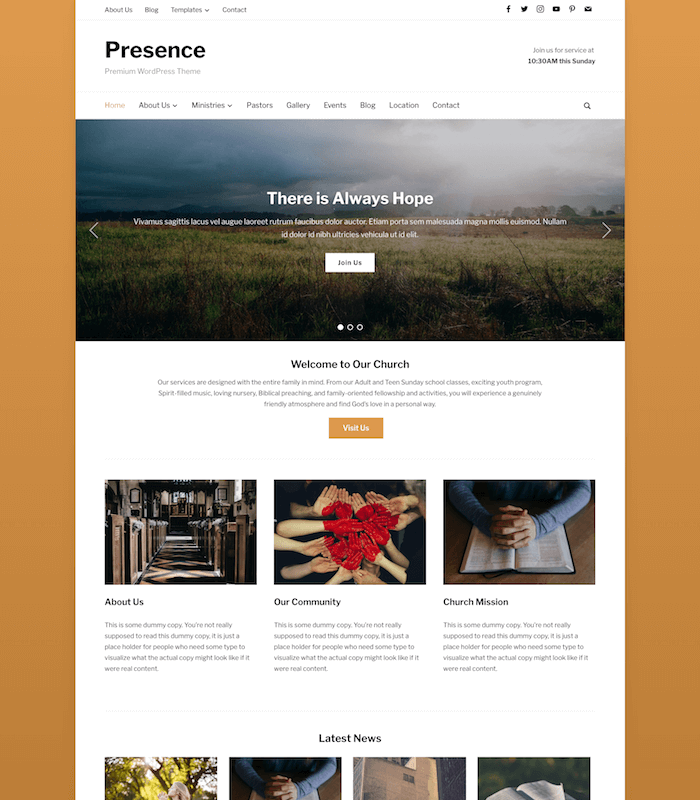 About Us Blog Templates Contact
Presence
Premium WordPress Theme
Join us for service at
10:30AM this Sunday
Home About Us Ministries Pastors Gallery Events Blog Location Contact
There is Always Hope
Vivamus sagittis lacus vel augue laoreet rutrum faucibus dolor auctor. Etiam porta sem malesuada magna mollis euismod. Nullam
id dolor id nibh ultricies vehicula ut id elit.
Join Us
Welcome to Our Church
Our services are designed with the entire family in mind. From our Adult and Teen Sunday school classes, exciting youth program,
Spirit-filled music, loving nursery, Biblical preaching, and family-oriented fellowship and activities, you will experience a genuinely
friendly atmosphere and find God's love in a personal way.
Visit Us
About Us
This is some dummy copy. You're not really
supposed to read this dummy copy, it is just a
place holder for people who need some type to
visualize what the actual copy might look like if it
were real content.
Our Community
This is some dummy copy. You're not really
supposed to read this dummy copy, it is just a
place holder for people who need some type to
visualize what the actual copy might look like if it
were real content.
Church Mission
This is some dummy copy. You're not really
supposed to read this dummy copy, it is just a
place holder for people who need some type to
visualize what the actual copy might look like if it
were real content.
Latest News